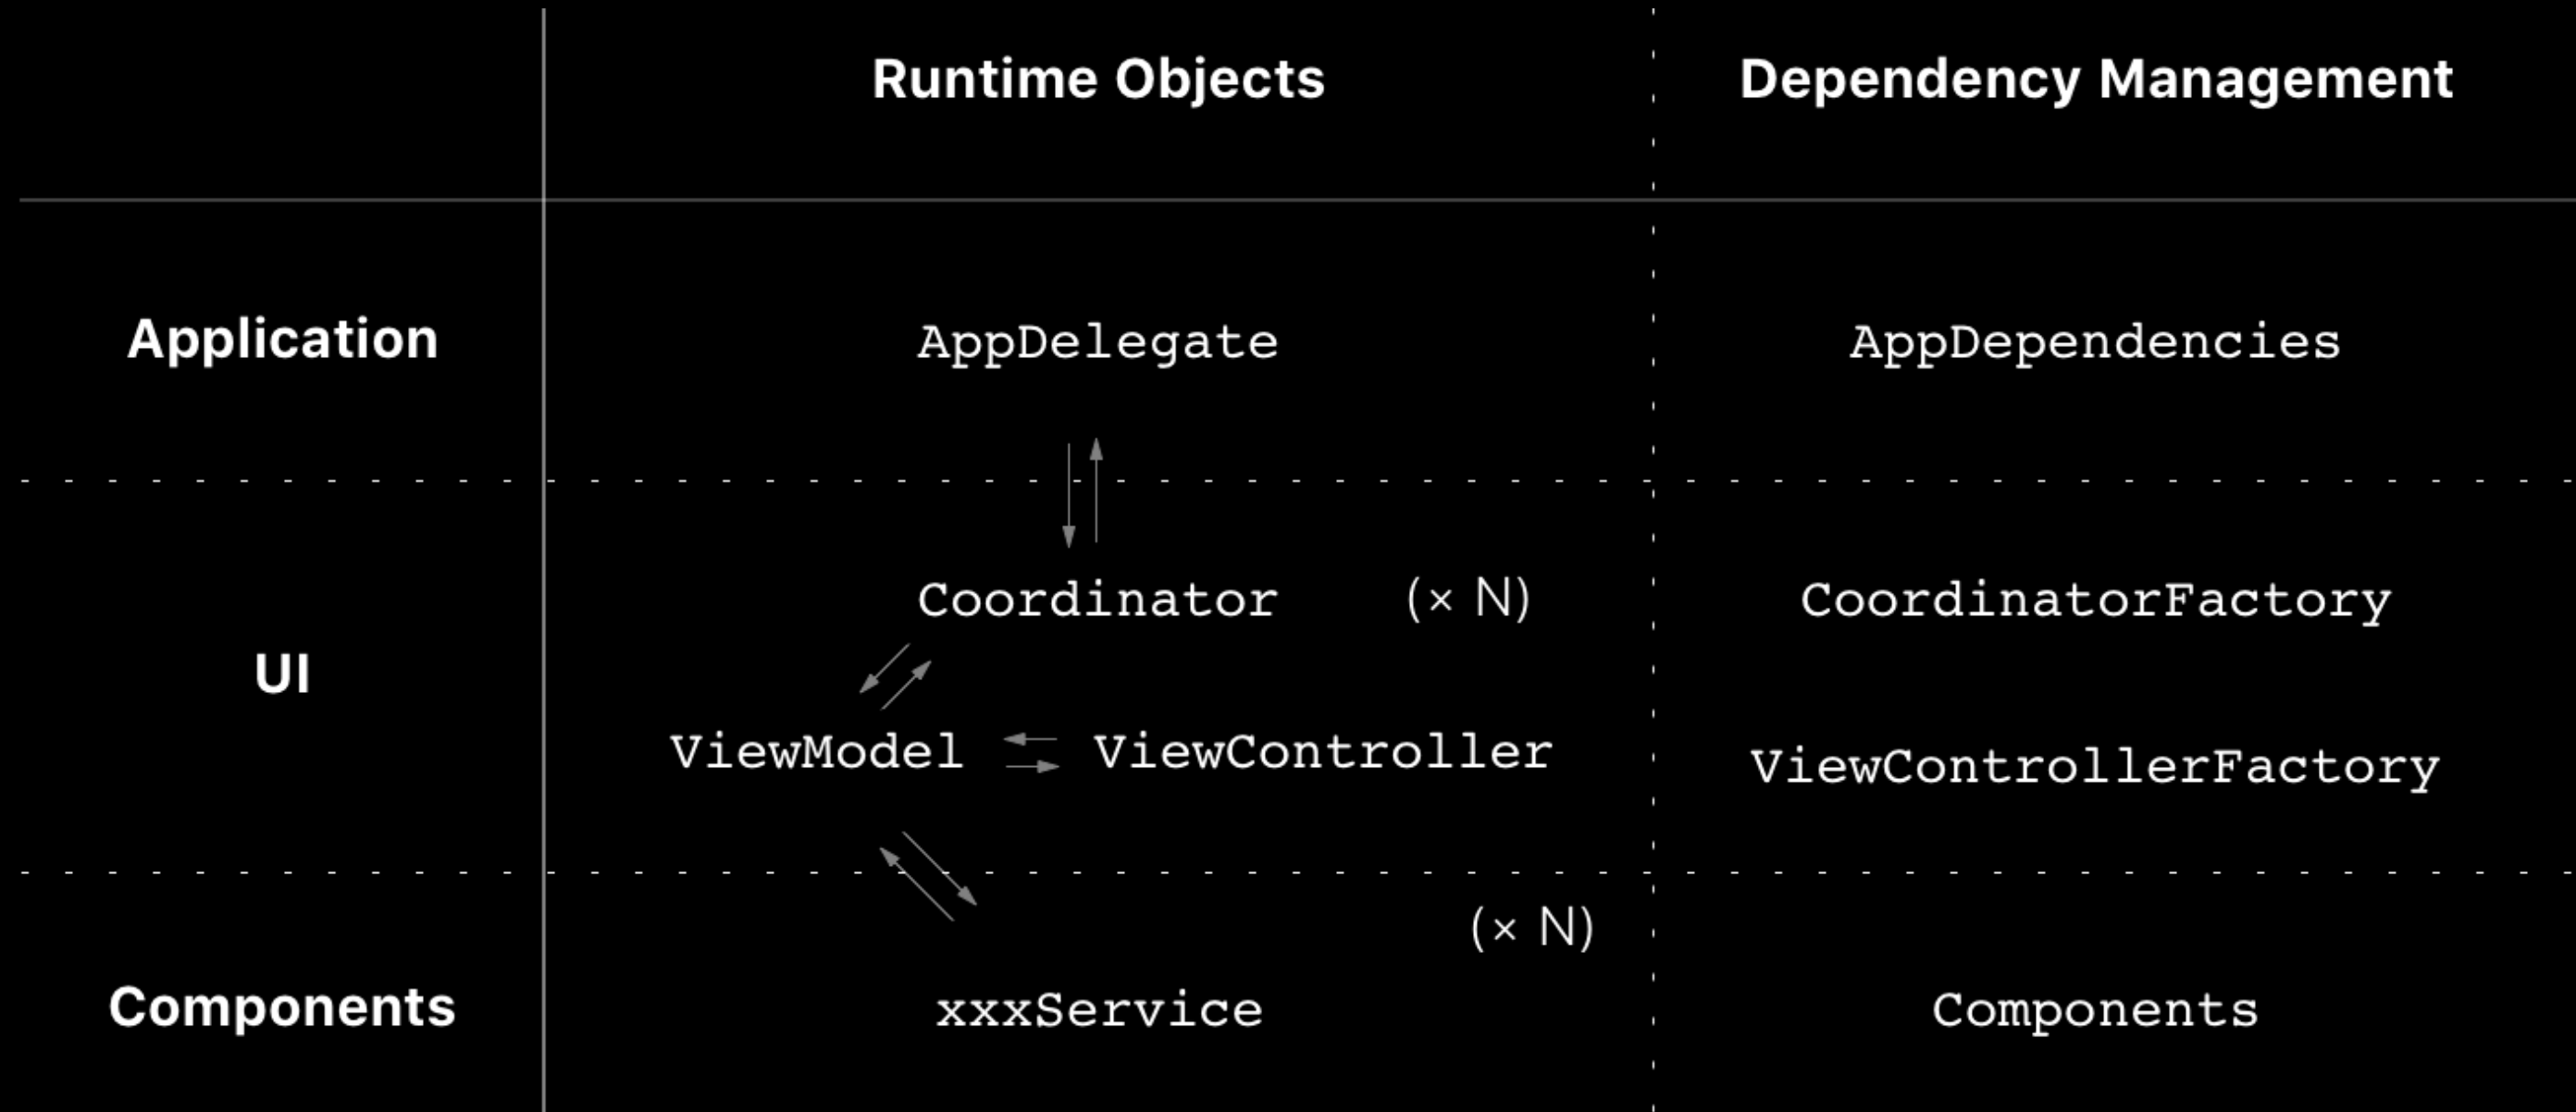 Runtime Objects
Dependency Management
Application
AppDelegate
AppDependencies
Coordinator
(× N)
CoordinatorFactory
UI
ViewModel
ViewController
ViewControllerFactory
(× N)
Components
xxxService
Components